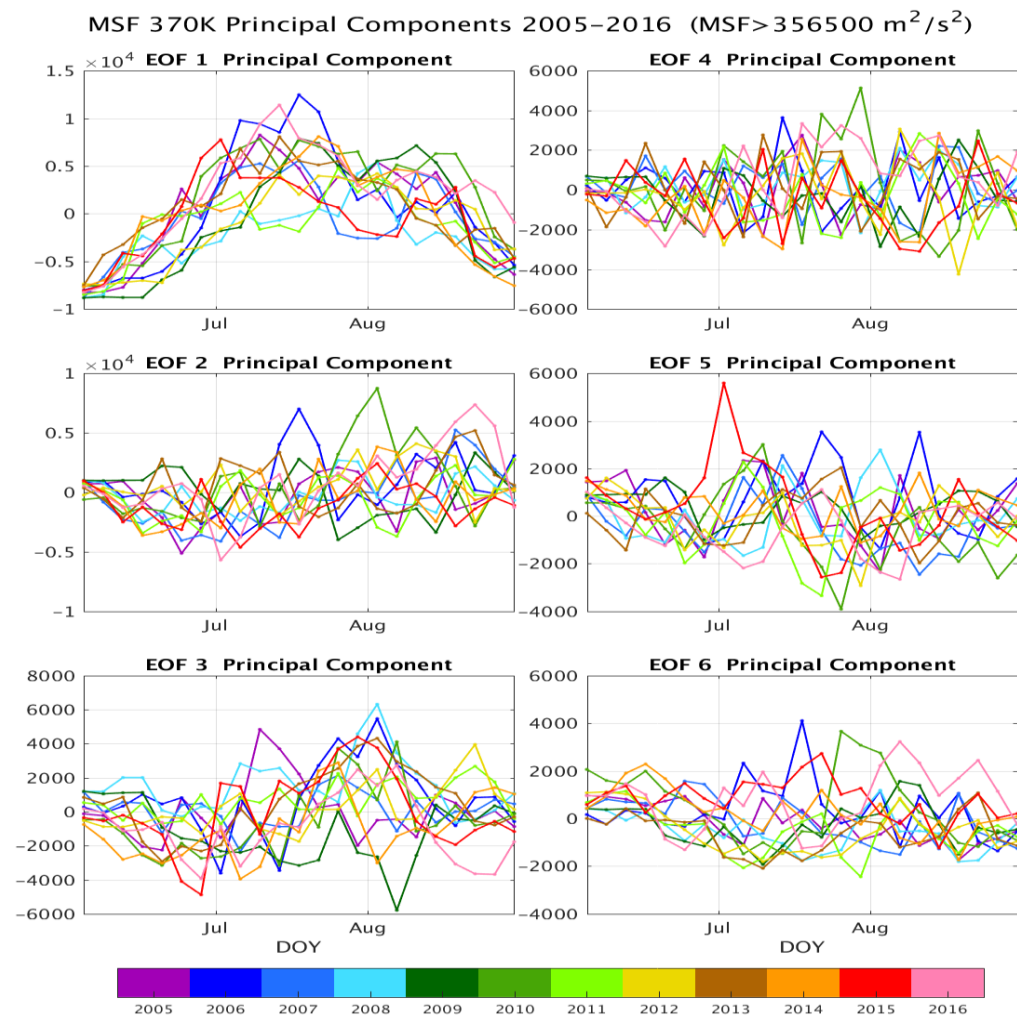 MSF 370K Principal Components 2005–2016 (MSF>356500 m²/s²)
×10⁴ EOF 1 Principal Component
1.5
1
0.5
0
−0.5
−1
Jul Aug
EOF 4 Principal Component
6000
4000
2000
0
−2000
−4000
−6000
Jul Aug
×10⁴ EOF 2 Principal Component
1
0.5
0
−0.5
−1
Jul Aug
EOF 5 Principal Component
6000
4000
2000
0
−2000
−4000
Jul Aug
EOF 3 Principal Component
8000
6000
4000
2000
0
−2000
−4000
−6000
Jul Aug
DOY
EOF 6 Principal Component
6000
4000
2000
0
−2000
−4000
Jul Aug
DOY
2005 2006 2007 2008 2009 2010 2011 2012 2013 2014 2015 2016